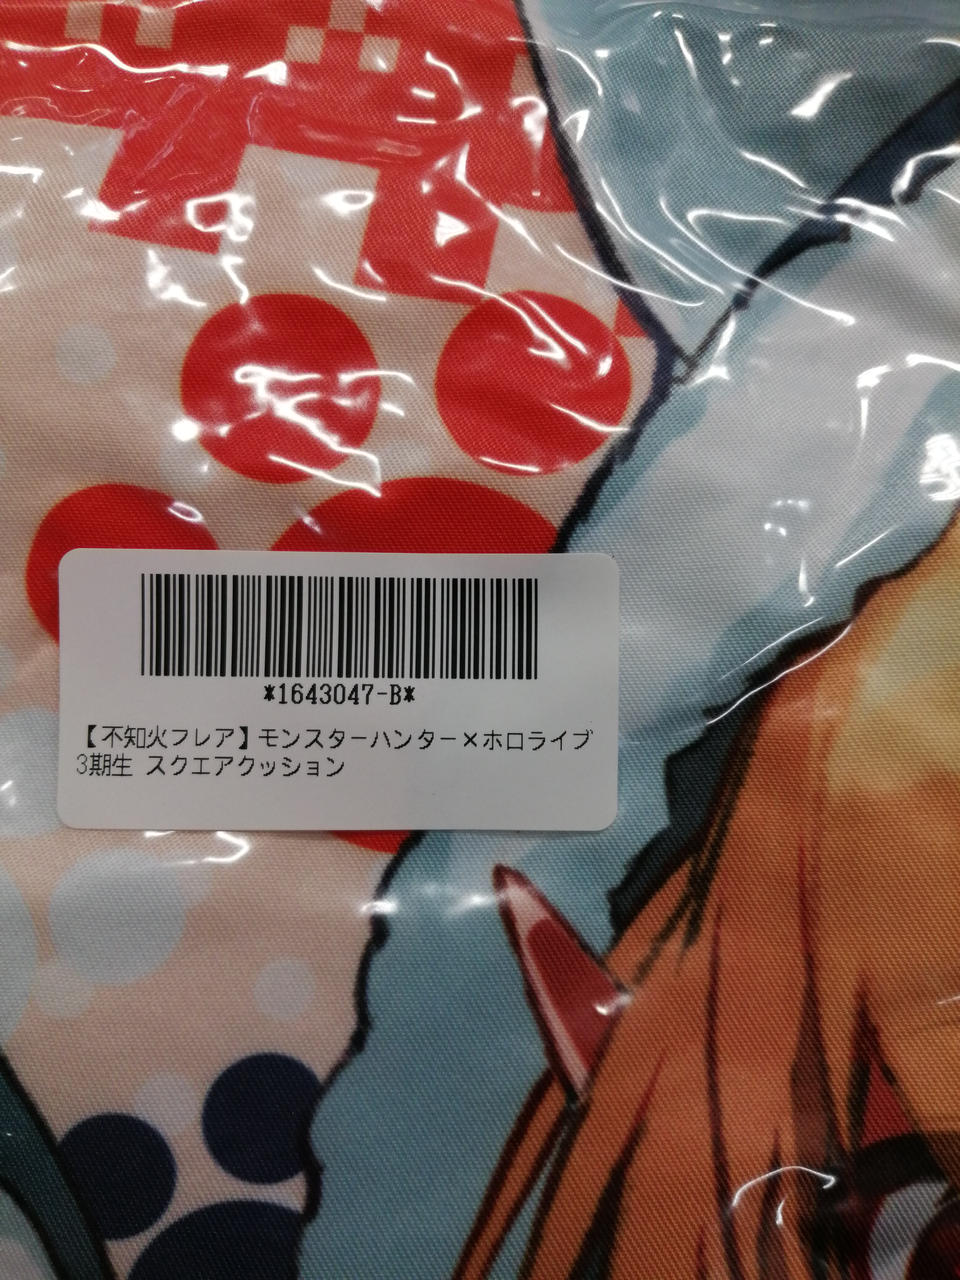 *1643047-B*
【不知火フレア】モンスターハンター×ホロライブ
3期生 スクエアクッション